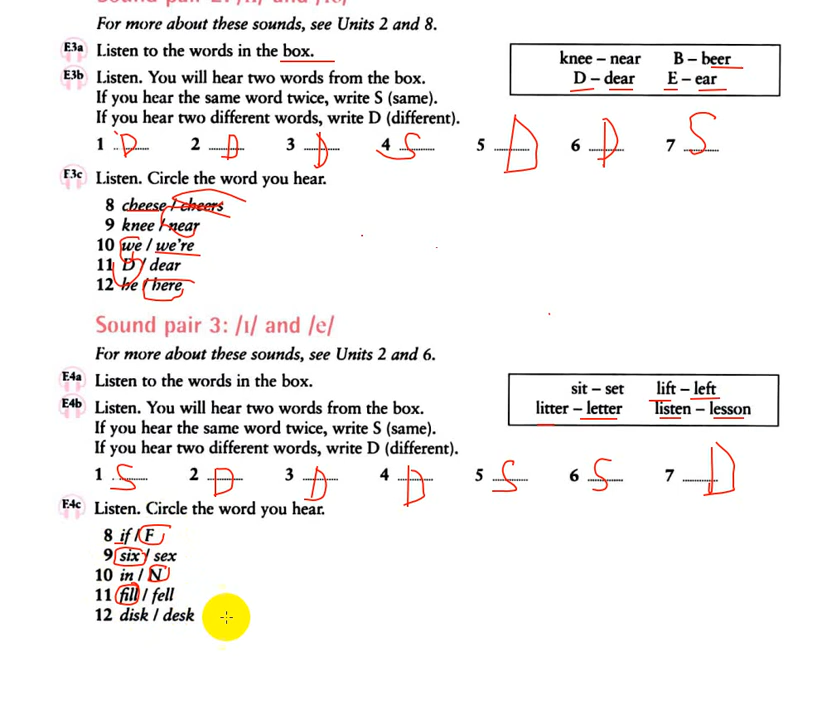 For more about these sounds, see Units 2 and 8.
E3a Listen to the words in the box.
knee – near B – beer
D – dear E – ear
E3b Listen. You will hear two words from the box.
If you hear the same word twice, write S (same).
If you hear two different words, write D (different).
1 D 2 D 3 D 4 S 5 D 6 D 7 S
E3c Listen. Circle the word you hear.
8 cheese / cheers
9 knee / near
10 we / we're
11 D / dear
12 he / here
Sound pair 3: /ɪ/ and /e/
For more about these sounds, see Units 2 and 6.
E4a Listen to the words in the box.
sit – set lift – left
litter – letter listen – lesson
E4b Listen. You will hear two words from the box.
If you hear the same word twice, write S (same).
If you hear two different words, write D (different).
1 S 2 D 3 D 4 D 5 S 6 S 7 D
E4c Listen. Circle the word you hear.
8 if / F
9 six / sex
10 in / N
11 fill / fell
12 disk / desk